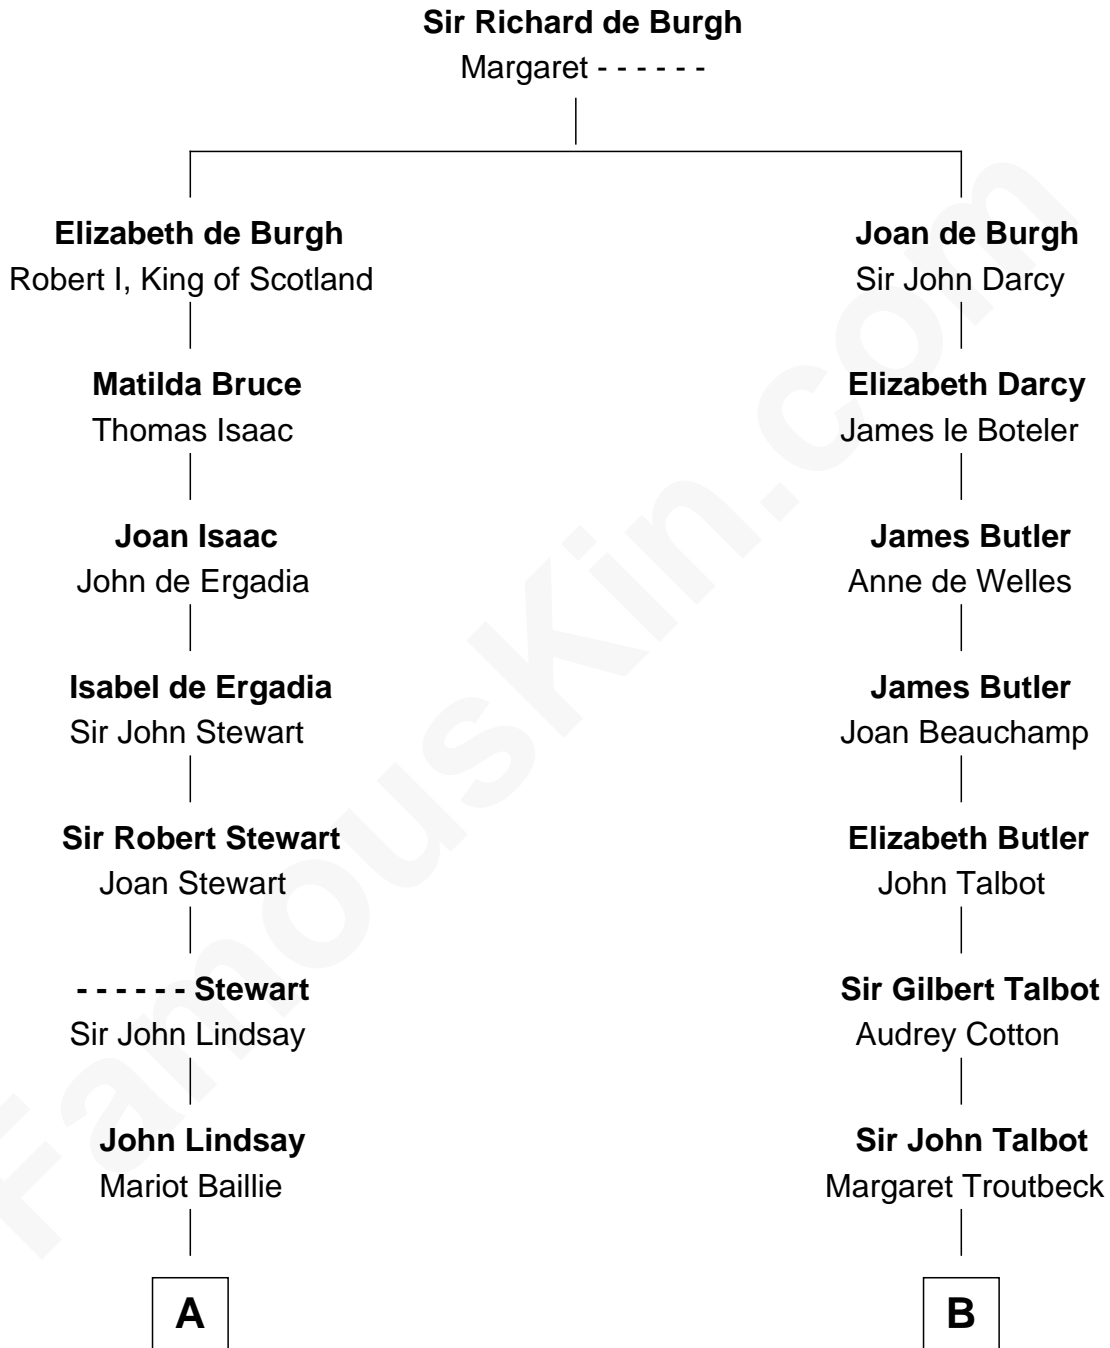 Sir Richard de Burgh
Margaret - - - - - -
Elizabeth de Burgh
Robert I, King of Scotland
Joan de Burgh
Sir John Darcy
Matilda Bruce
Thomas Isaac
Elizabeth Darcy
James le Boteler
Joan Isaac
John de Ergadia
James Butler
Anne de Welles
Isabel de Ergadia
Sir John Stewart
James Butler
Joan Beauchamp
Sir Robert Stewart
Joan Stewart
Elizabeth Butler
John Talbot
- - - - - - Stewart
Sir John Lindsay
Sir Gilbert Talbot
Audrey Cotton
John Lindsay
Mariot Baillie
Sir John Talbot
Margaret Troutbeck
A
B
FamousKin.com